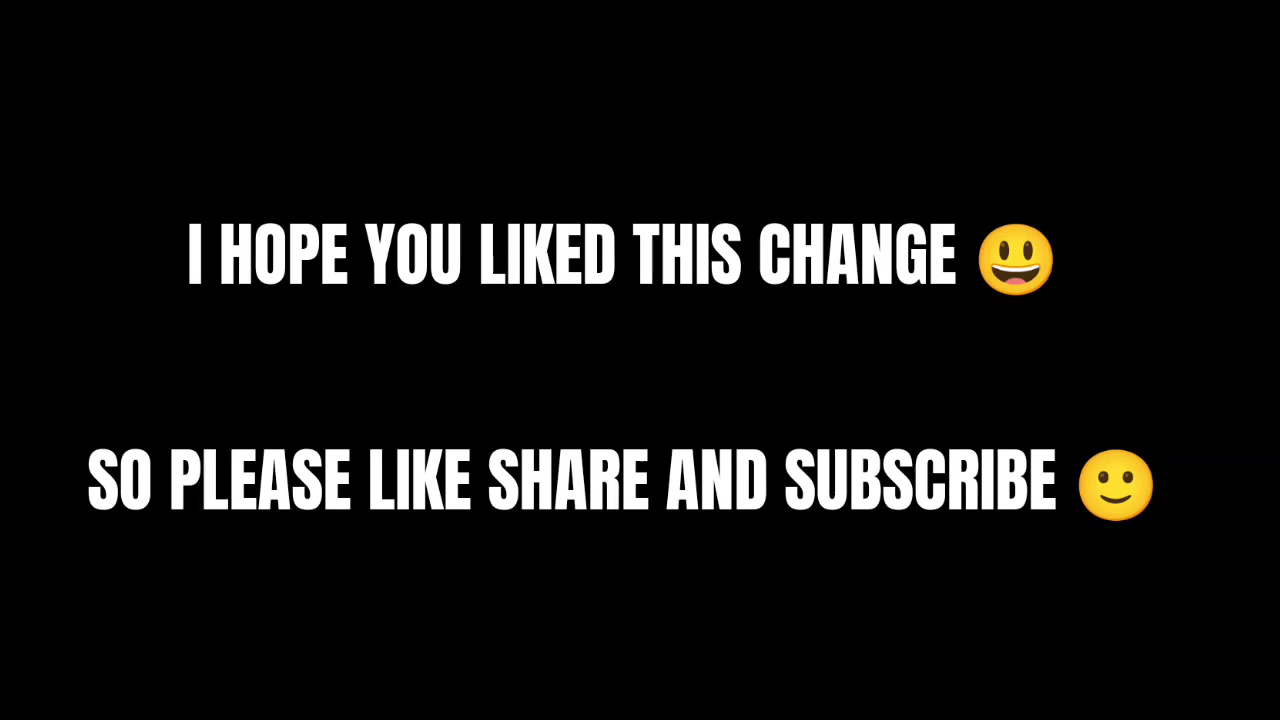 I HOPE YOU LIKED THIS CHANGE 😃
SO PLEASE LIKE SHARE AND SUBSCRIBE 🙂